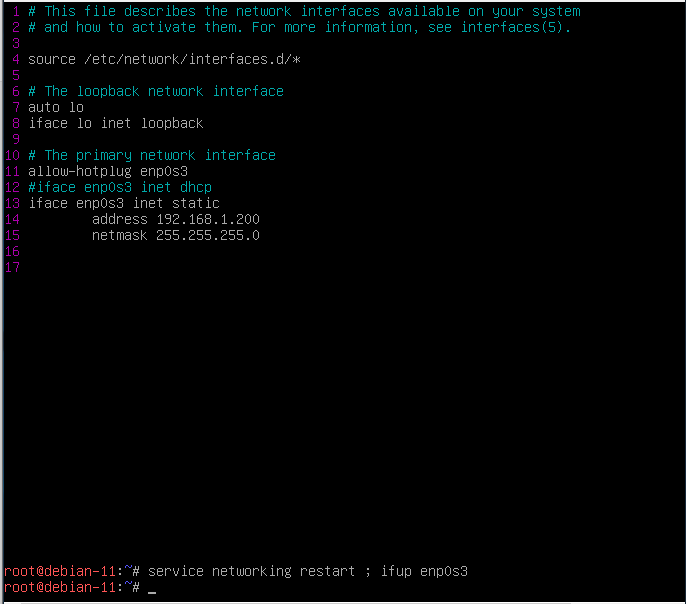 1 # This file describes the network interfaces available on your system
2 # and how to activate them. For more information, see interfaces(5).
3
4 source /etc/network/interfaces.d/*
5
6 # The loopback network interface
7 auto lo
8 iface lo inet loopback
9
10 # The primary network interface
11 allow-hotplug enp0s3
12 #iface enp0s3 inet dhcp
13 iface enp0s3 inet static
14         address 192.168.1.200
15         netmask 255.255.255.0
16
17
root@debian-11:~# service networking restart ; ifup enp0s3
root@debian-11:~# _